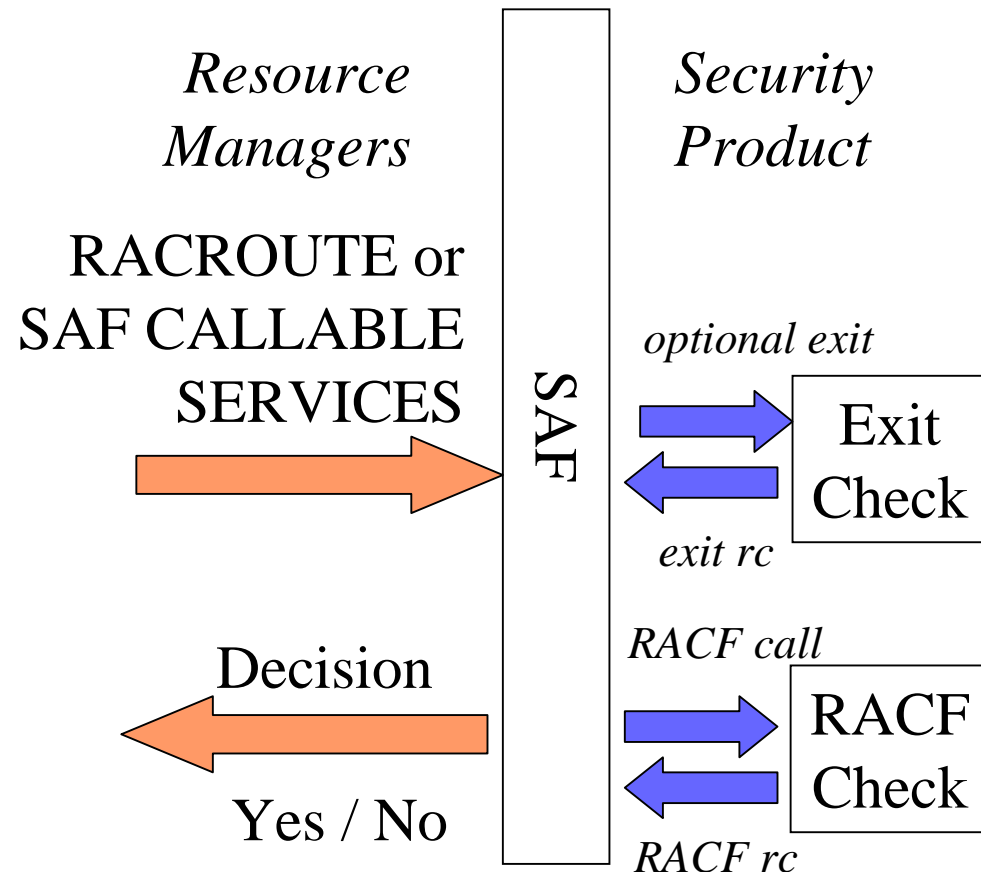 Resource
Managers
RACROUTE or
SAF CALLABLE
SERVICES
Decision
Yes / No
SAF
Security
Product
optional exit
Exit
Check
exit rc
RACF call
RACF
Check
RACF rc